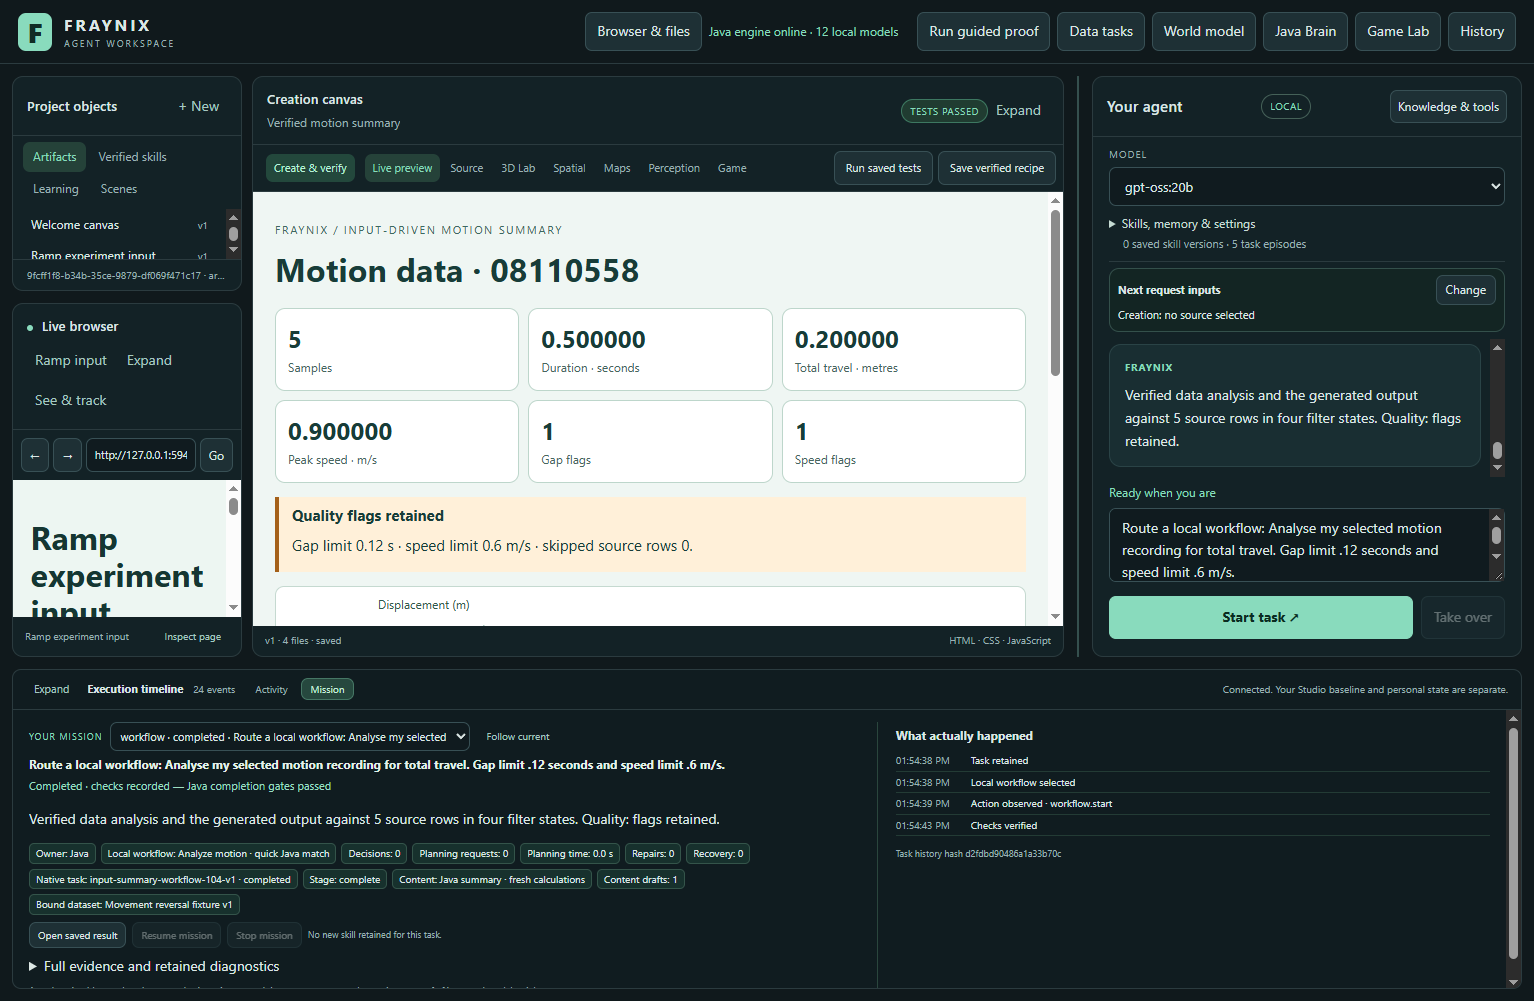 F
FRAYNIX
AGENT WORKSPACE
Browser & files
Java engine online · 12 local models
Run guided proof
Data tasks
World model
Java Brain
Game Lab
History
Project objects
+ New
Artifacts
Verified skills
Learning
Scenes
Welcome canvas v1
Ramp experiment input v1
9fcff1f8-b34b-35ce-9879-df069f471c17 · ar...
Live browser
Ramp input
Expand
See & track
←
→
http://127.0.0.1:594
Go
Ramp
experiment
input
Ramp experiment input
Inspect page
Creation canvas
Verified motion summary
TESTS PASSED
Expand
Create & verify
Live preview
Source
3D Lab
Spatial
Maps
Perception
Game
Run saved tests
Save verified recipe
FRAYNIX / INPUT-DRIVEN MOTION SUMMARY
Motion data · 08110558
5
Samples
0.500000
Duration · seconds
0.200000
Total travel · metres
0.900000
Peak speed · m/s
1
Gap flags
1
Speed flags
Quality flags retained
Gap limit 0.12 s · speed limit 0.6 m/s · skipped source rows 0.
Displacement (m)
v1 · 4 files · saved
HTML · CSS · JavaScript
Your agent
LOCAL
Knowledge & tools
MODEL
gpt-oss:20b
Skills, memory & settings
0 saved skill versions · 5 task episodes
Next request inputs
Change
Creation: no source selected
FRAYNIX
Verified data analysis and the generated output
against 5 source rows in four filter states. Quality: flags
retained.
Ready when you are
Route a local workflow: Analyse my selected motion
recording for total travel. Gap limit .12 seconds and
speed limit .6 m/s.
Start task ↗
Take over
Expand
Execution timeline
24 events
Activity
Mission
Connected. Your Studio baseline and personal state are separate.
YOUR MISSION
workflow · completed · Route a local workflow: Analyse my selected
Follow current
Route a local workflow: Analyse my selected motion recording for total travel. Gap limit .12 seconds and speed limit .6 m/s.
Completed · checks recorded — Java completion gates passed
Verified data analysis and the generated output against 5 source rows in four filter states. Quality: flags retained.
Owner: Java
Local workflow: Analyze motion · quick Java match
Decisions: 0
Planning requests: 0
Planning time: 0.0 s
Repairs: 0
Recovery: 0
Native task: input-summary-workflow-104-v1 · completed
Stage: complete
Content: Java summary · fresh calculations
Content drafts: 1
Bound dataset: Movement reversal fixture v1
Open saved result
Resume mission
Stop mission
No new skill retained for this task.
Full evidence and retained diagnostics
What actually happened
01:54:38 PM Task retained
01:54:38 PM Local workflow selected
01:54:39 PM Action observed · workflow.start
01:54:43 PM Checks verified
Task history hash d2fdbd90486a1a33b70c